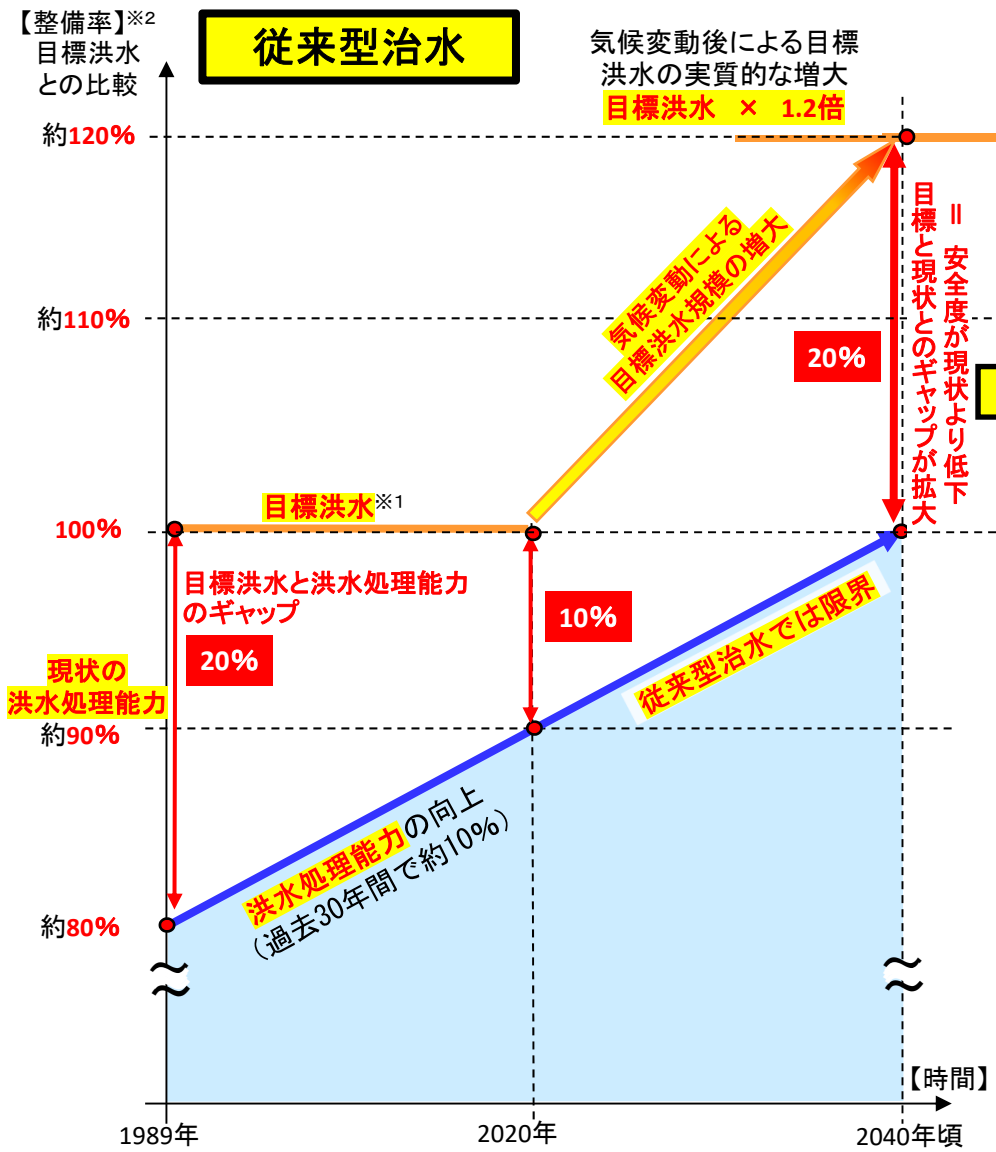 【整備率】※2
目標洪水
との比較
従来型治水
気候変動後による目標
洪水の実質的な増大
目標洪水 × 1.2倍
約120%
気候変動による
目標洪水規模の増大
＝ 安全度が現状より低下
目標と現状とのギャップが拡大
約110%
20%
目標洪水※1
100%
目標洪水と洪水処理能力
のギャップ
20%
10%
従来型治水では限界
現状の
洪水処理能力
約90%
洪水処理能力の向上
（過去30年間で約10%）
約80%
【時間】
1989年
2020年
2040年頃